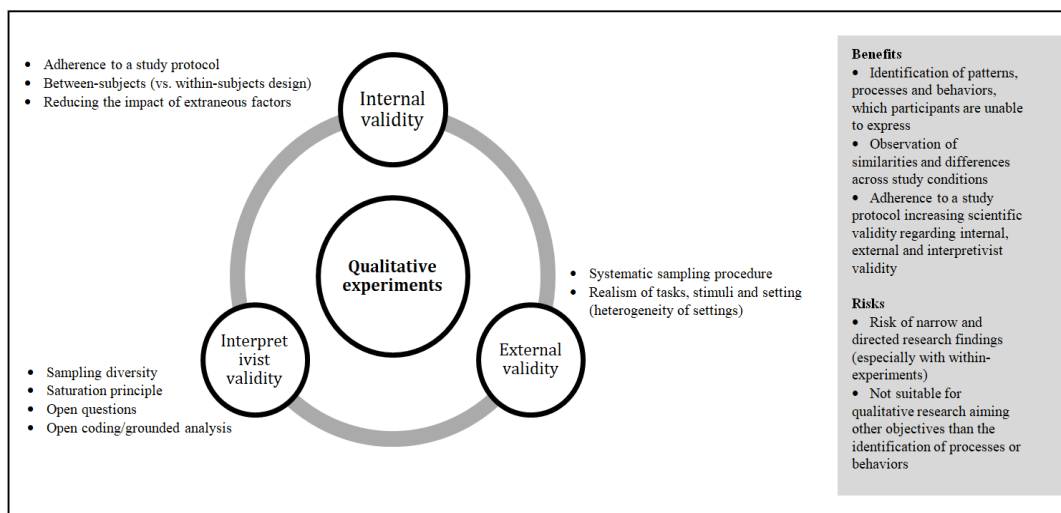 • Adherence to a study protocol
• Between-subjects (vs. within-subjects design)
• Reducing the impact of extraneous factors
Internal
validity
Qualitative
experiments
• Systematic sampling procedure
• Realism of tasks, stimuli and setting
(heterogeneity of settings)
Interpret
ivist
validity
External
validity
• Sampling diversity
• Saturation principle
• Open questions
• Open coding/grounded analysis
Benefits
• Identification of patterns,
processes and behaviors,
which participants are unable
to express
• Observation of
similarities and differences
across study conditions
• Adherence to a study
protocol increasing scientific
validity regarding internal,
external and interpretivist
validity
Risks
• Risk of narrow and
directed research findings
(especially with within-
experiments)
• Not suitable for
qualitative research aiming
other objectives than the
identification of processes or
behaviors